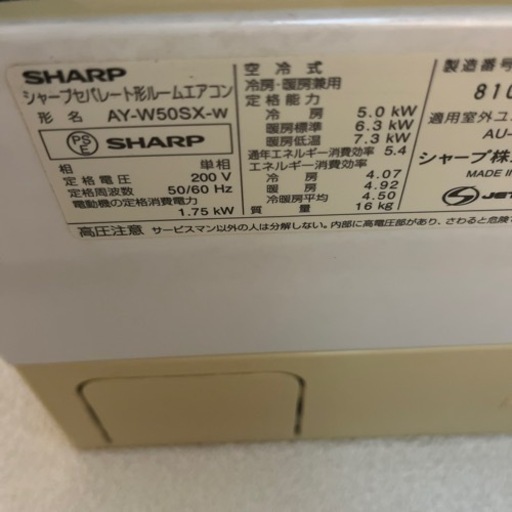 SHARP
シャープセパレート形ルームエアコン
形 名 AY-W50SX-W
PS E SHARP
相 単相
定格電圧 200 V
定格周波数 50/60 Hz
電動機の定格消費電力
1.75 kW
空冷式
冷房・暖房兼用
定格能力
冷 房 5.0 kW
暖房標準 6.3 kW
暖房低温 7.3 kW
通年エネルギー消費効率 5.4
エネルギー消費効率
冷 房 4.07
暖 房 4.92
冷暖房平均 4.50
質 量 16 kg
製造番号
810
適用室外ユ
AU-
シャープ株
MADE IN
JET
高圧注意 サービスマン以外の人は分解しない。内部に高電圧部があり、さわると危険